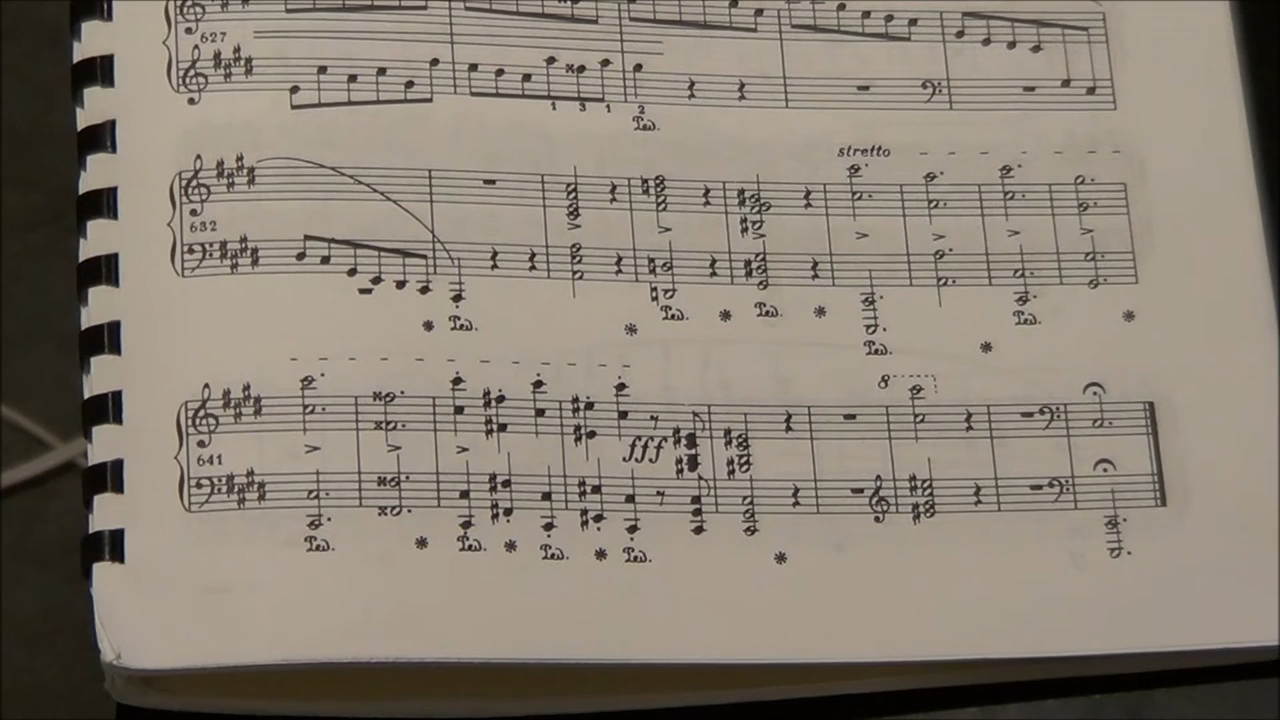 627
1 3 1 2
Ped.
stretto
632
Ped. Ped. Ped. Ped. Ped.
8
fff
641
Ped. Ped. Ped. Ped.